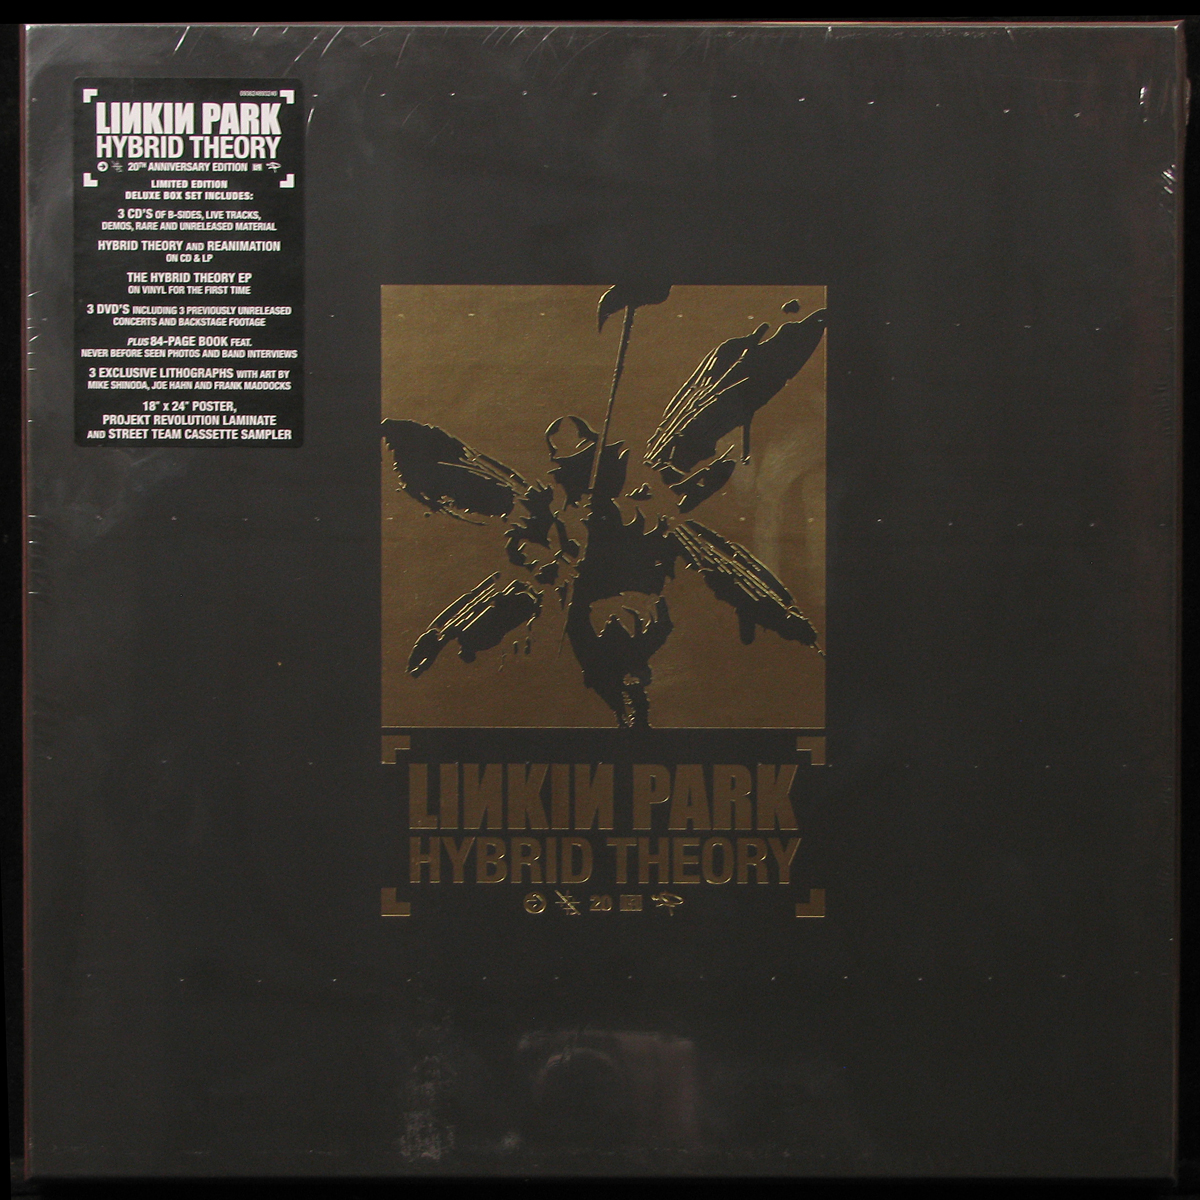 LINKIN PARK
HYBRID THEORY
20TH ANNIVERSARY EDITION
LIMITED EDITION
DELUXE BOX SET INCLUDES:
3 CD'S OF B-SIDES, LIVE TRACKS,
DEMOS, RARE AND UNRELEASED MATERIAL
HYBRID THEORY AND REANIMATION
ON CD & LP
THE HYBRID THEORY EP
ON VINYL FOR THE FIRST TIME
3 DVD'S INCLUDING 3 PREVIOUSLY UNRELEASED
CONCERTS AND BACKSTAGE FOOTAGE
PLUS 84-PAGE BOOK FEAT.
NEVER BEFORE SEEN PHOTOS AND BAND INTERVIEWS
3 EXCLUSIVE LITHOGRAPHS WITH ART BY
MIKE SHINODA, JOE HAHN AND FRANK MADDOCKS
18" x 24" POSTER,
PROJEKT REVOLUTION LAMINATE
AND STREET TEAM CASSETTE SAMPLER
LINKIN PARK
HYBRID THEORY
20